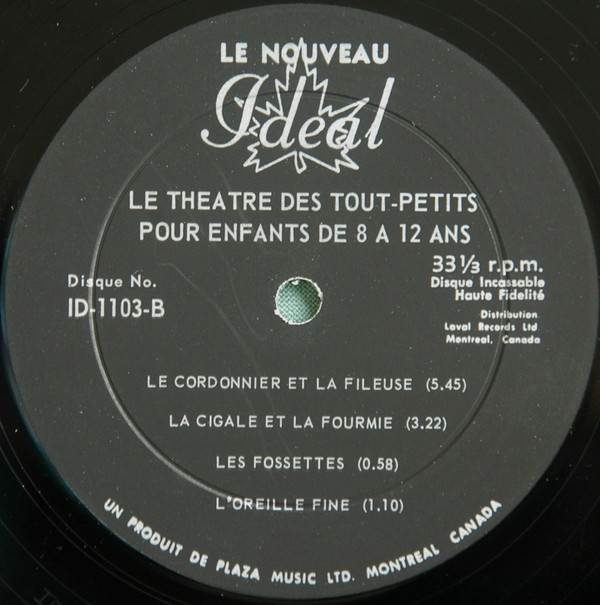 LE NOUVEAU
Idéal
LE THEATRE DES TOUT-PETITS
POUR ENFANTS DE 8 A 12 ANS
33⅓ r.p.m.
Disque Incassable
Haute Fidelité
Disque No.
ID-1103-B
Distribution
Laval Records Ltd
Montreal, Canada
LE CORDONNIER ET LA FILEUSE (5.45)
LA CIGALE ET LA FOURMIE (3.22)
LES FOSSETTES (0.58)
L'OREILLE FINE (1.10)
UN PRODUIT DE PLAZA MUSIC LTD. MONTREAL CANADA